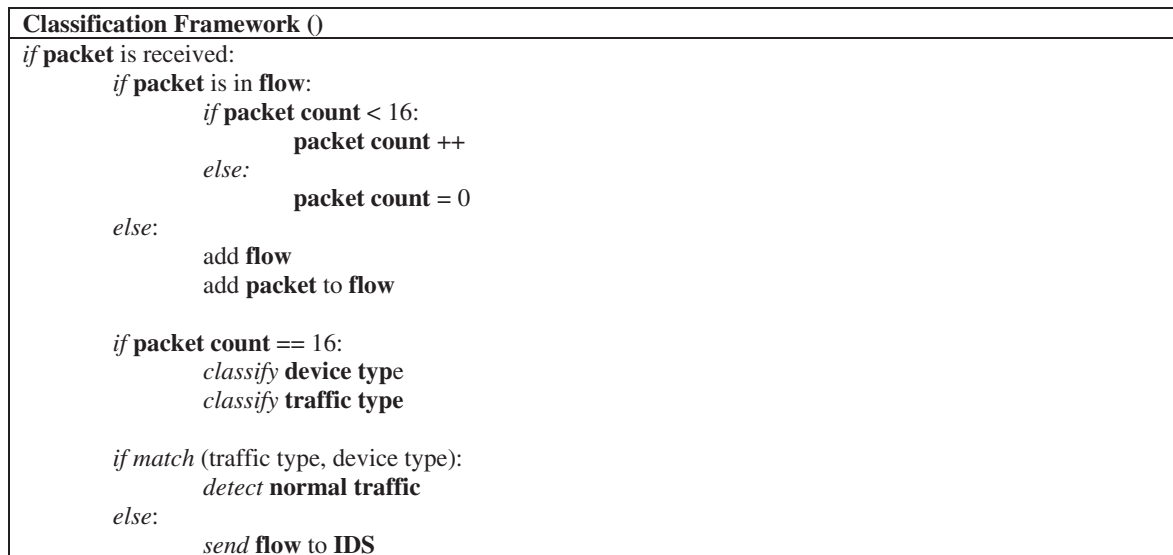 Classification Framework ()
if packet is received:
if packet is in flow:
if packet count < 16:
packet count ++
else:
packet count = 0
else:
add flow
add packet to flow
if packet count == 16:
classify device type
classify traffic type
if match (traffic type, device type):
detect normal traffic
else:
send flow to IDS